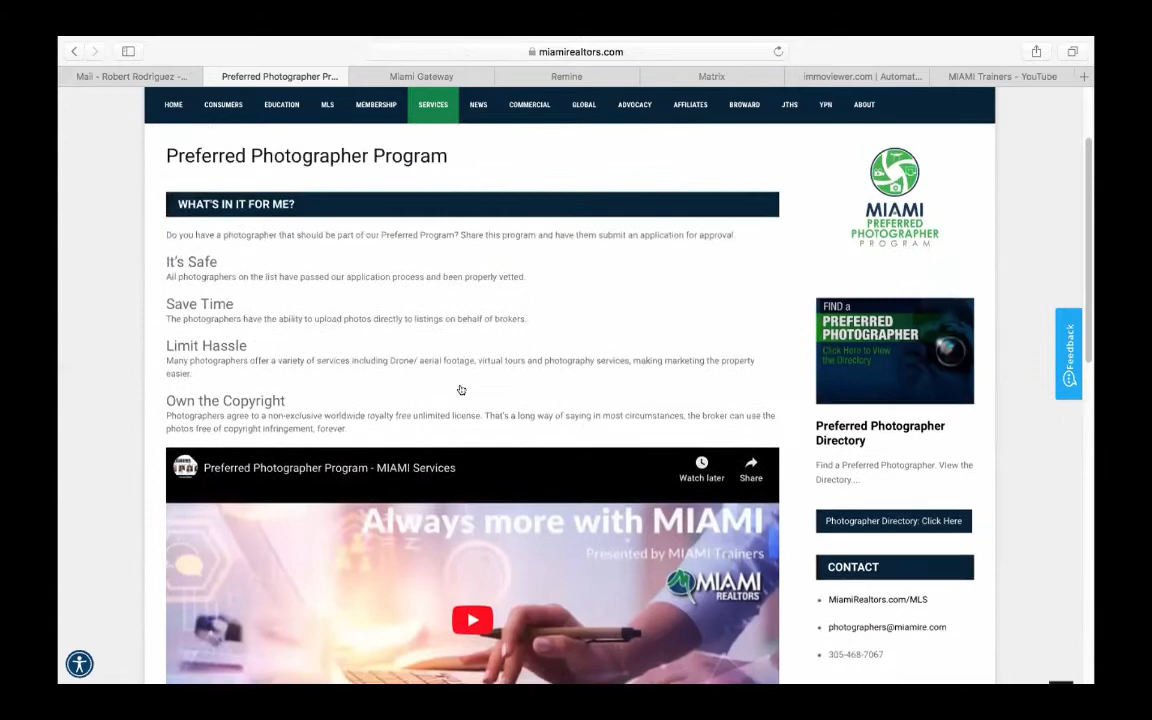 miamirealtors.com
Mail - Robert Rodriguez -...
Preferred Photographer Pr...
Miami Gateway
Remine
Matrix
immoviewer.com | Automat...
MIAMI Trainers - YouTube
HOME
CONSUMERS
EDUCATION
MLS
MEMBERSHIP
SERVICES
NEWS
COMMERCIAL
GLOBAL
ADVOCACY
AFFILIATES
BROWARD
JTHS
YPN
ABOUT
Preferred Photographer Program
WHAT'S IN IT FOR ME?
Do you have a photographer that should be part of our Preferred Program? Share this program and have them submit an application for approval.
It's Safe
All photographers on the list have passed our application process and been properly vetted.
Save Time
The photographers have the ability to upload photos directly to listings on behalf of brokers.
Limit Hassle
Many photographers offer a variety of services including Drone/ aerial footage, virtual tours and photography services, making marketing the property
easier.
Own the Copyright
Photographers agree to a non-exclusive worldwide royalty free unlimited license. That's a long way of saying in most circumstances, the broker can use the
photos free of copyright infringement, forever.
Preferred Photographer Program - MIAMI Services
Watch later
Share
Always more with MIAMI
Presented by MIAMI Trainers
MIAMI
REALTORS
MIAMI
PREFERRED
PHOTOGRAPHER
PROGRAM
FIND a
PREFERRED
PHOTOGRAPHER
Click Here to View
the Directory
Preferred Photographer
Directory
Find a Preferred Photographer. View the
Directory....
Photographer Directory: Click Here
CONTACT
MiamiRealtors.com/MLS
photographers@miamire.com
305-468-7067
Feedback